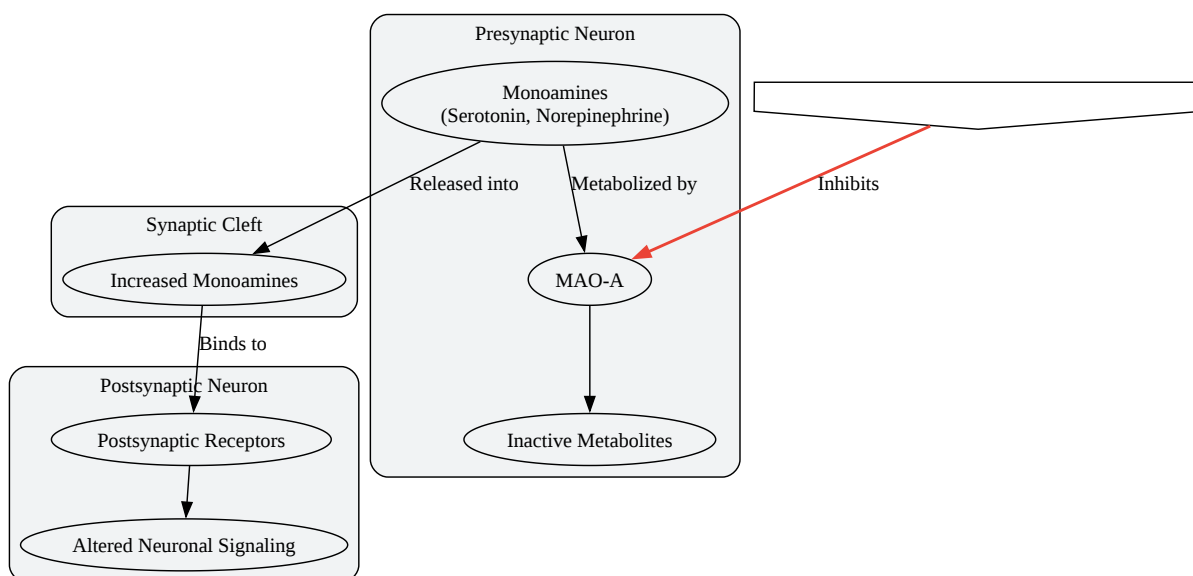 Presynaptic Neuron
Monoamines
(Serotonin, Norepinephrine)
Released into
Metabolized by
Inhibits
Synaptic Cleft
Increased Monoamines
MAO-A
Binds to
Postsynaptic Neuron
Postsynaptic Receptors
Inactive Metabolites
Altered Neuronal Signaling